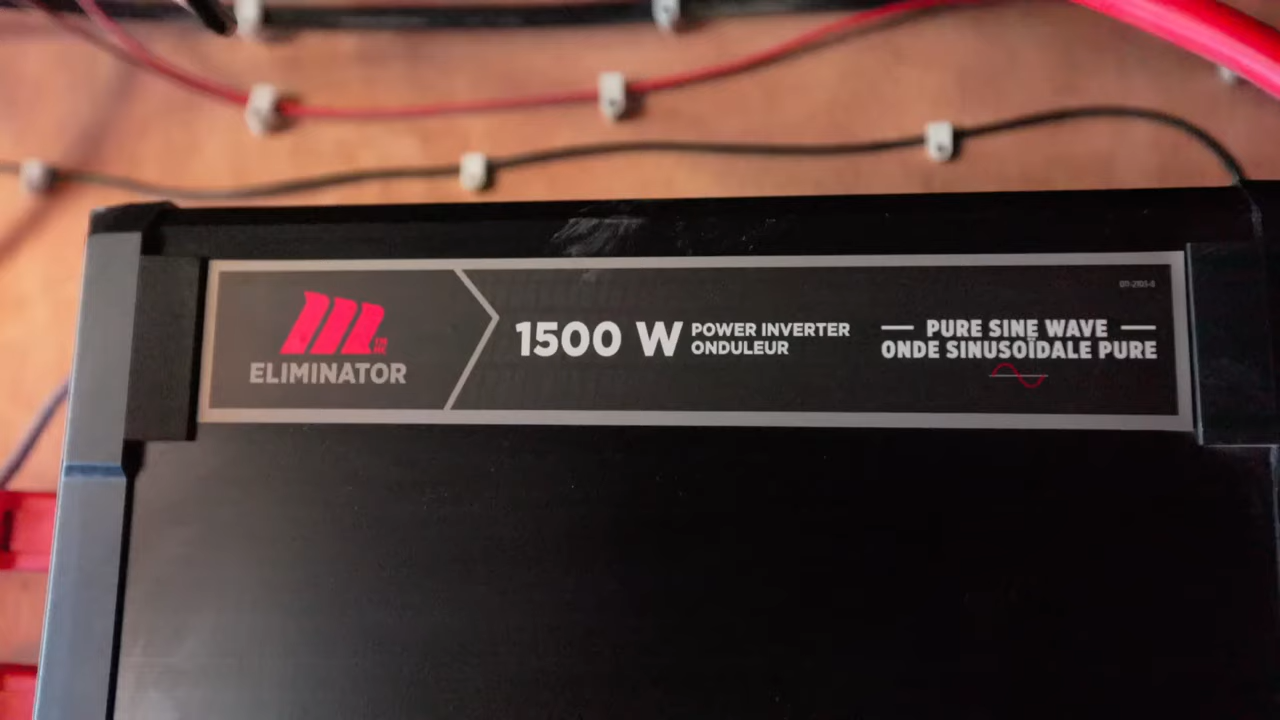 ELIMINATOR
1500 W
POWER INVERTER
ONDULEUR
PURE SINE WAVE
ONDE SINUSOÏDALE PURE